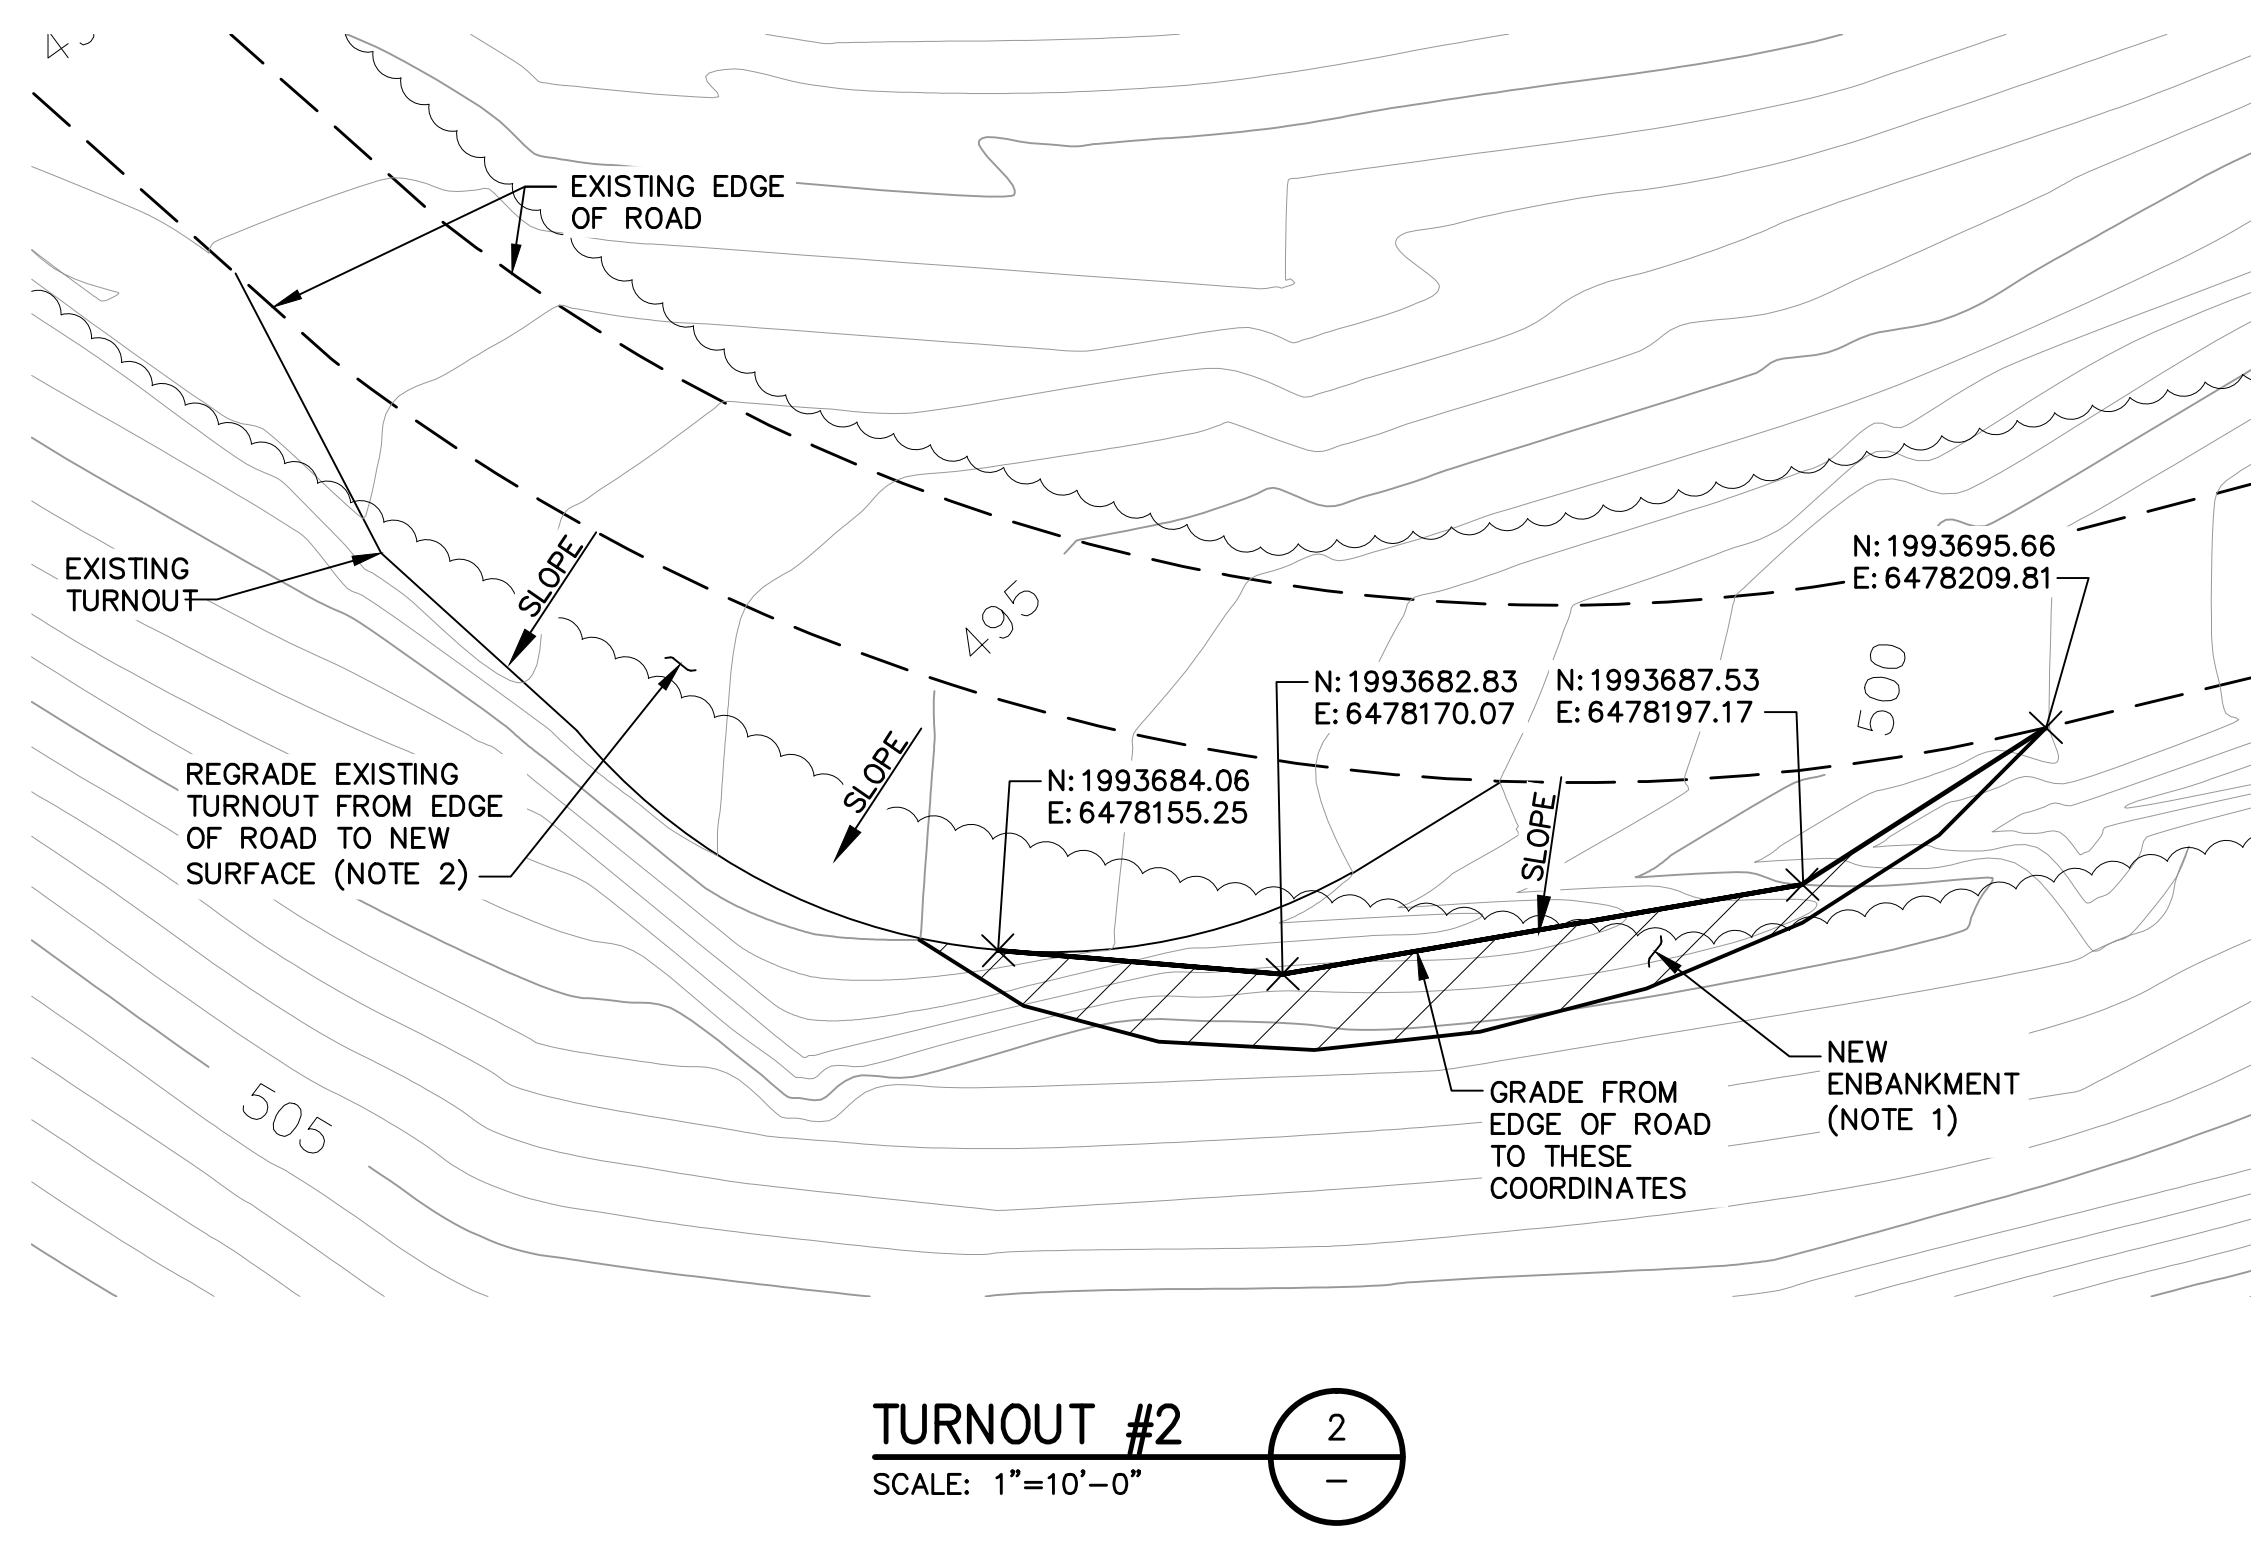 EXISTING EDGE
OF ROAD
N:1993695.66
E:6478209.81
EXISTING
TURNOUT
SLOPE
495
500
N:1993682.83
E:6478170.07
N:1993687.53
E:6478197.17
SLOPE
N:1993684.06
E:6478155.25
SLOPE
REGRADE EXISTING
TURNOUT FROM EDGE
OF ROAD TO NEW
SURFACE (NOTE 2)
NEW
ENBANKMENT
(NOTE 1)
GRADE FROM
EDGE OF ROAD
TO THESE
COORDINATES
505
TURNOUT #2
SCALE: 1"=10'-0"
2
-